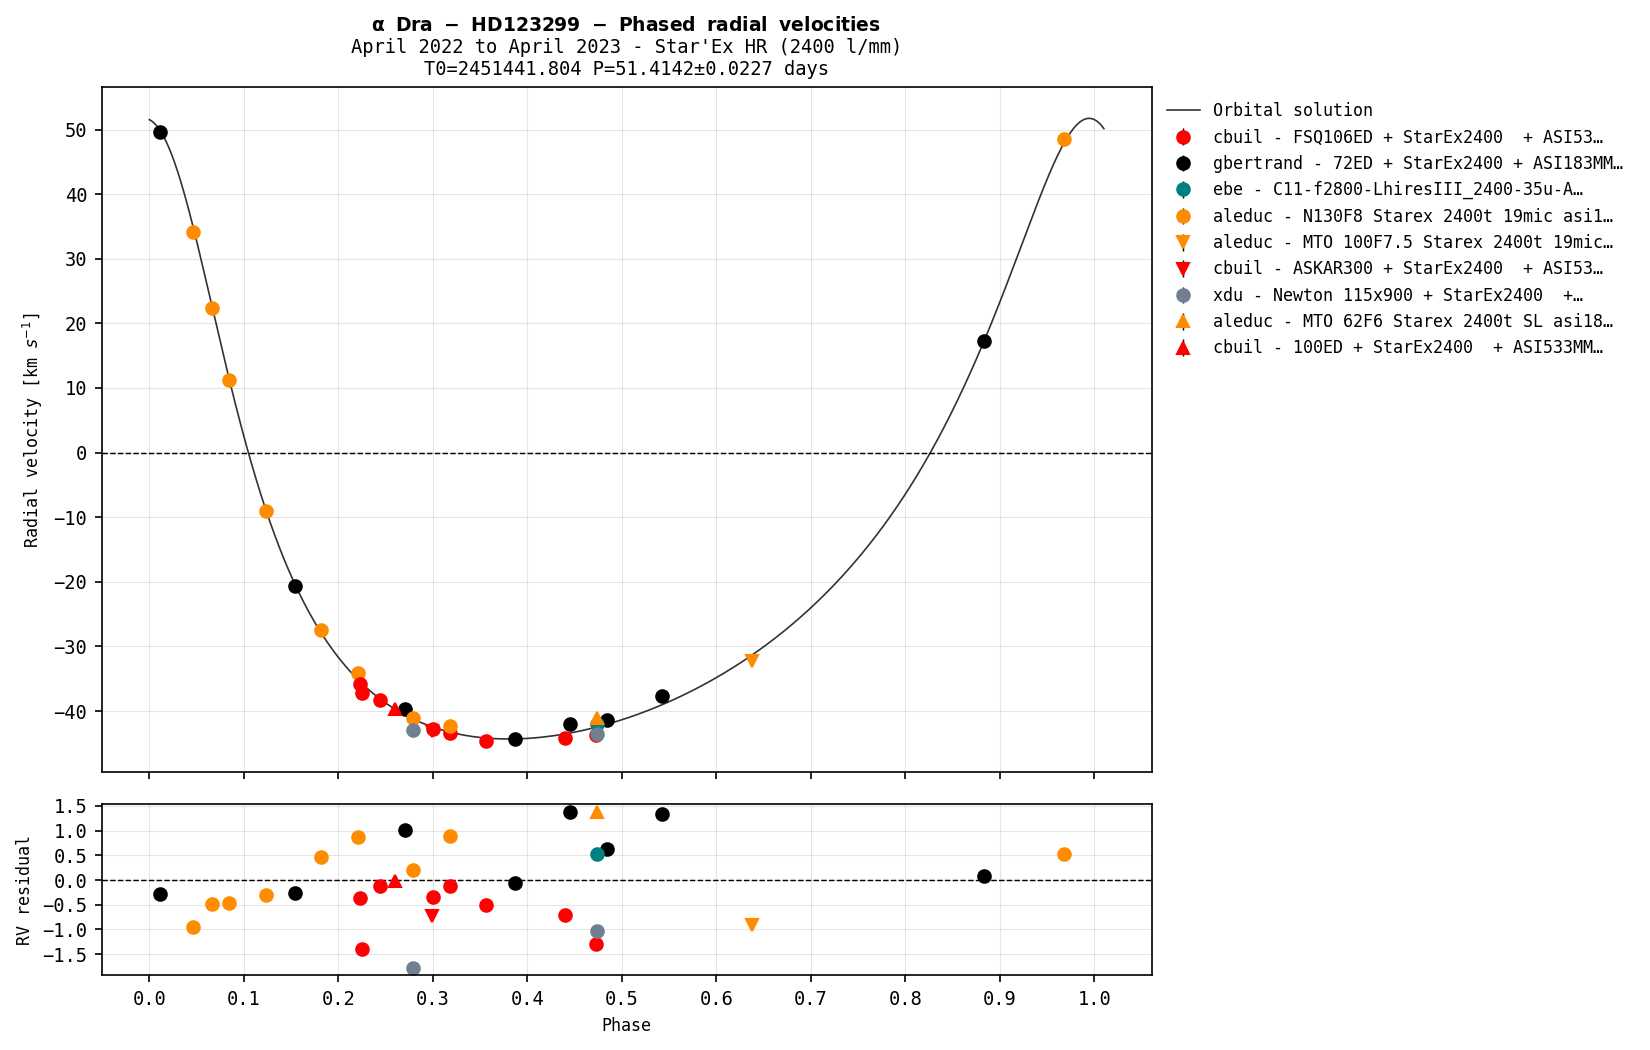 α Dra − HD123299 − Phased radial velocities
April 2022 to April 2023 - Star'Ex HR (2400 l/mm)
T0=2451441.804 P=51.4142±0.0227 days
Orbital solution
cbuil - FSQ106ED + StarEx2400  + ASI53…
gbertrand - 72ED + StarEx2400 + ASI183MM…
ebe - C11-f2800-LhiresIII_2400-35u-A…
aleduc - N130F8 Starex 2400t 19mic asi1…
aleduc - MTO 100F7.5 Starex 2400t 19mic…
cbuil - ASKAR300 + StarEx2400  + ASI53…
xdu - Newton 115x900 + StarEx2400  +…
aleduc - MTO 62F6 Starex 2400t SL asi18…
cbuil - 100ED + StarEx2400  + ASI533MM…
Radial velocity [km s⁻¹]
50
40
30
20
10
0
−10
−20
−30
−40
RV residual
1.5
1.0
0.5
0.0
−0.5
−1.0
−1.5
0.0 0.1 0.2 0.3 0.4 0.5 0.6 0.7 0.8 0.9 1.0
Phase